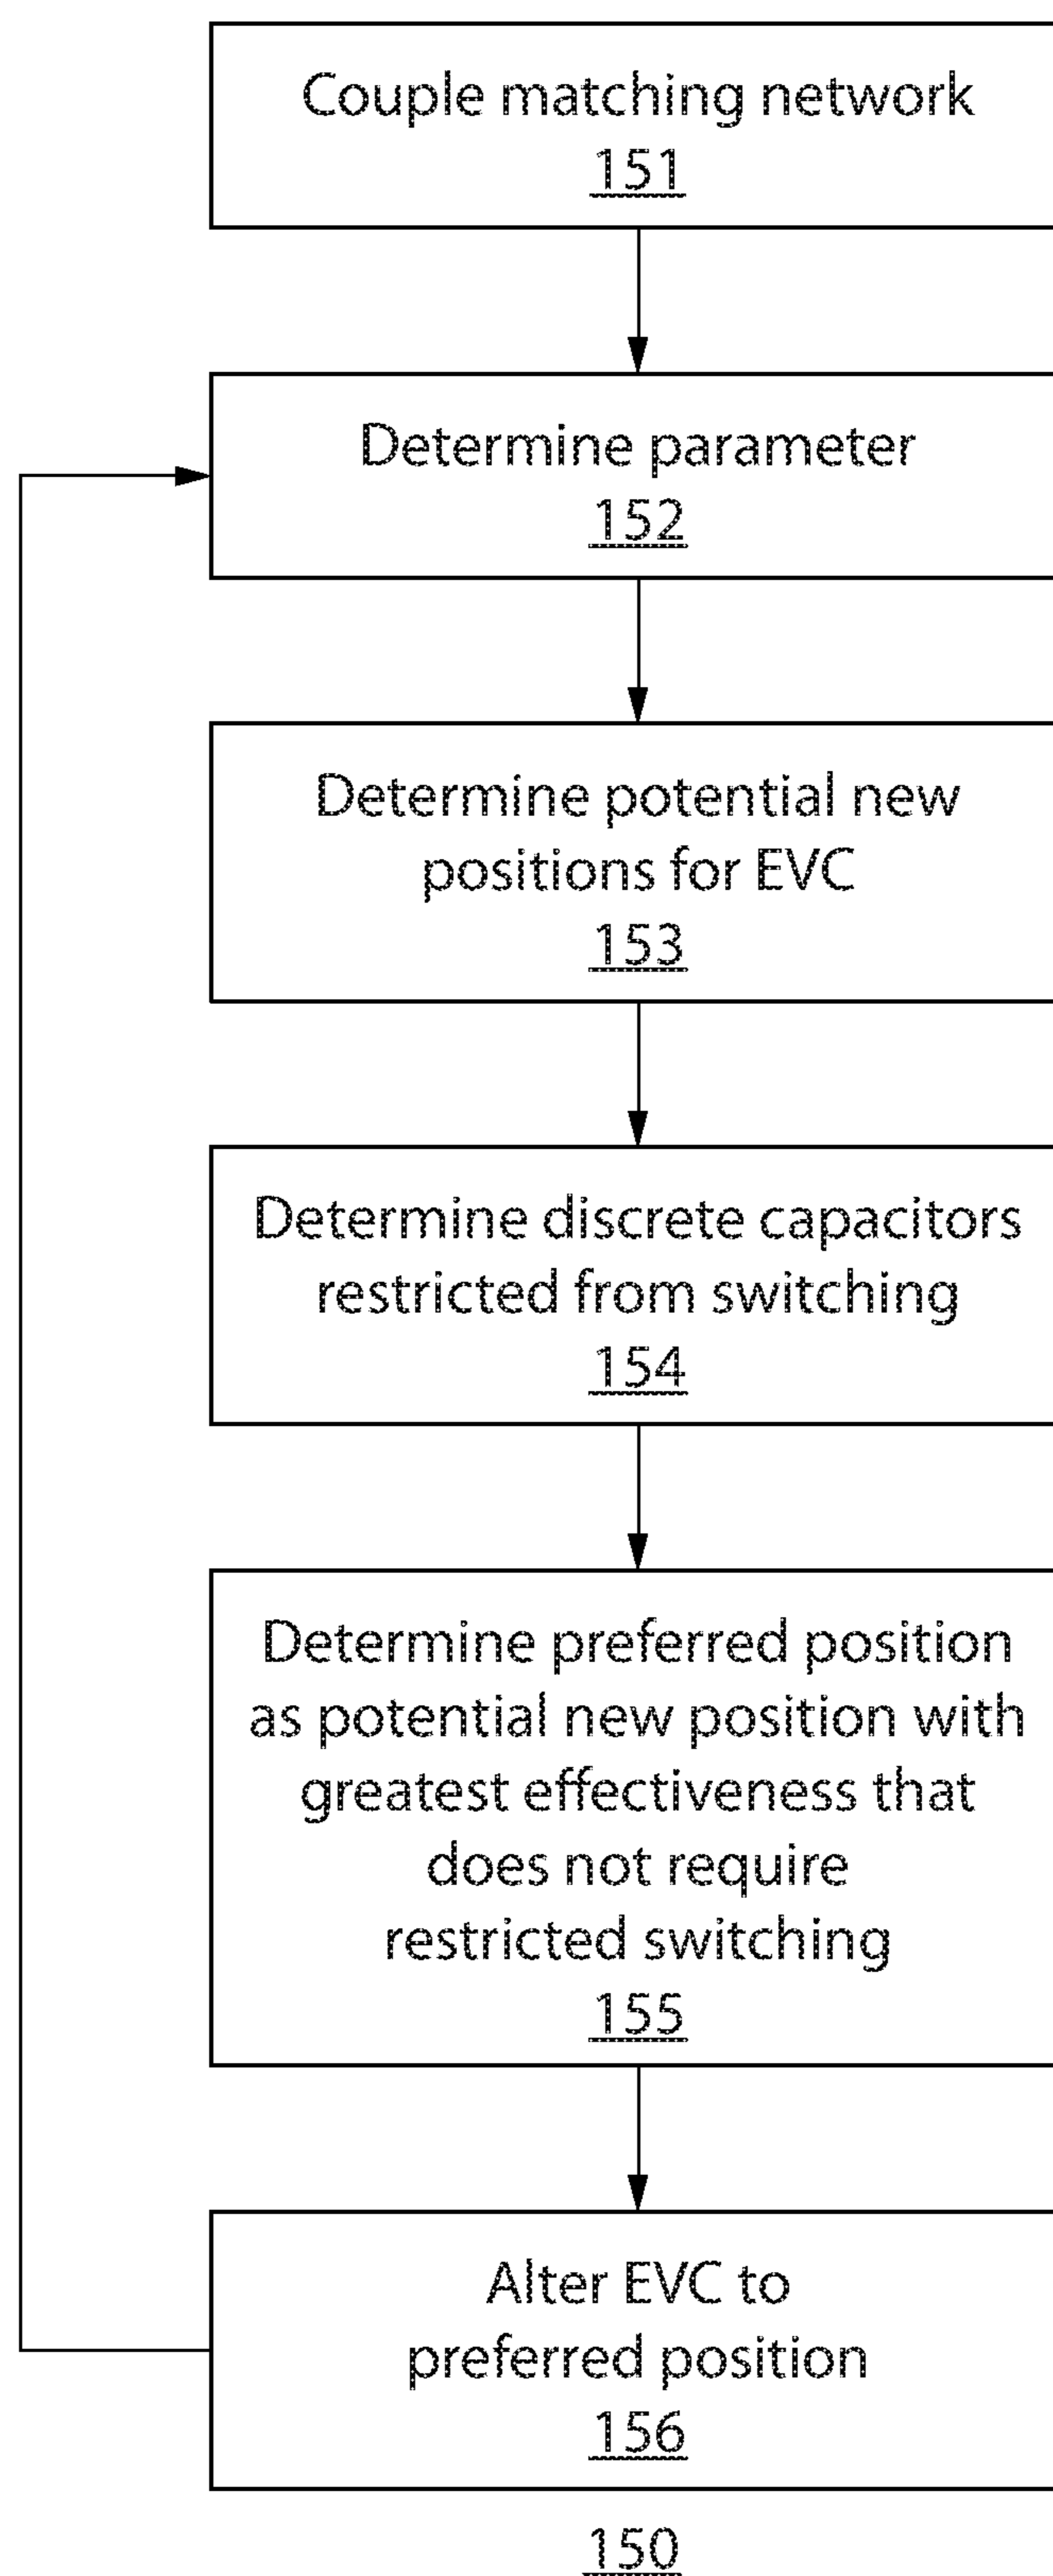 Couple matching network
151
Determine parameter
152
Determine potential new
positions for EVC
153
Determine discrete capacitors
restricted from switching
154
Determine preferred position
as potential new position with
greatest effectiveness that
does not require
restricted switching
155
Alter EVC to
preferred position
156
150